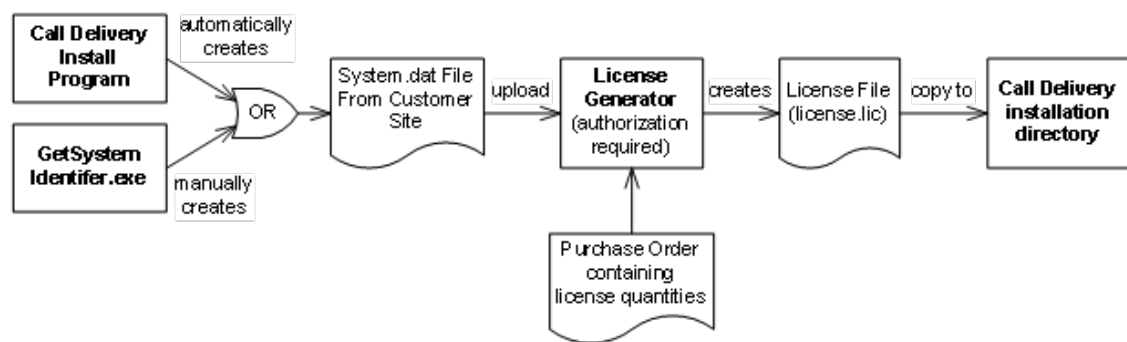 Call Delivery
Install
Program
automatically
creates
GetSystem
Identifer.exe
manually
creates
OR
System.dat File
From Customer
Site
upload
License
Generator
(authorization
required)
Purchase Order
containing
license quantities
creates
License File
(license.lic)
copy to
Call Delivery
installation
directory